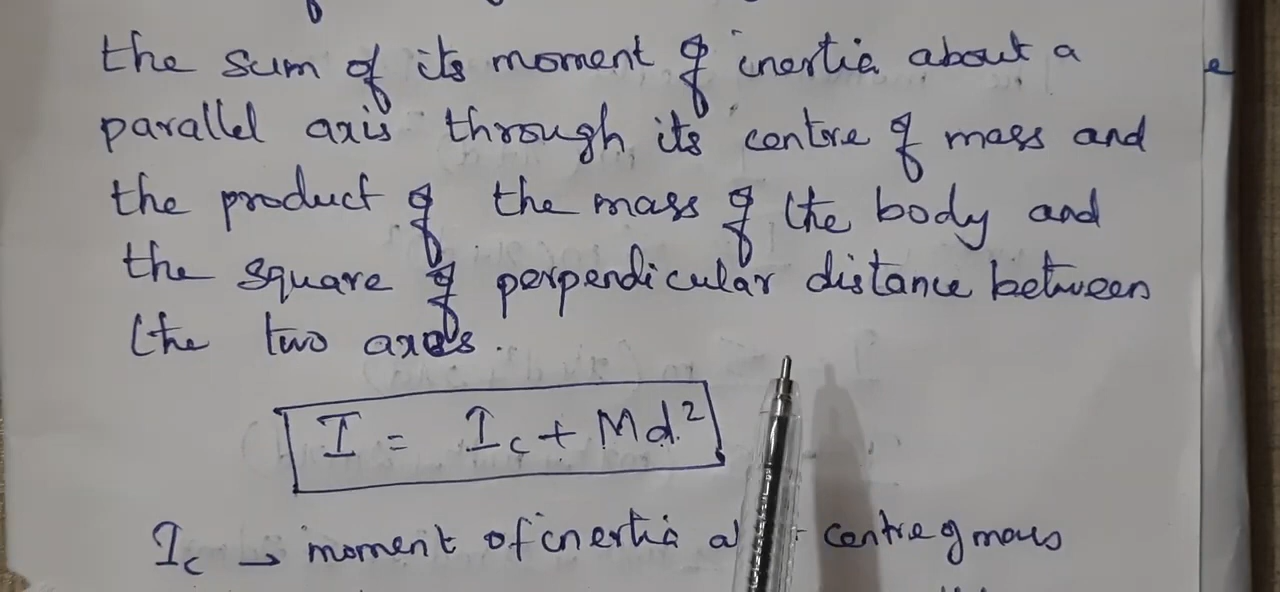 the sum of its moment of inertia about a
parallel axis through its centre of mass and
the product of the mass of the body and
the square of perpendicular distance between
the two axes.
I = I꜀ + Md²
I꜀ → moment of inertia centre of mass